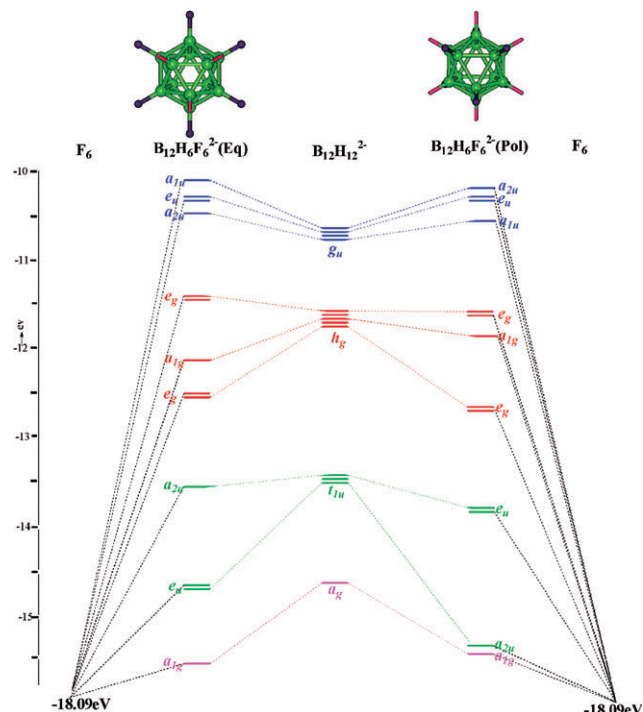 F6 B12H6F6 2-(Eq) B12H12 2- B12H6F6 2-(Pol) F6
-10
a1u
eu
a2u
gu
a2u
eu
a1u
-11
→ev
eg
a1g
eg
hg
eg
a1g
eg
-12
-13
a2u
eu
t1u
eu
a2u
-14
-15
a1g
ag
a1g
-18.09eV
-18.09eV